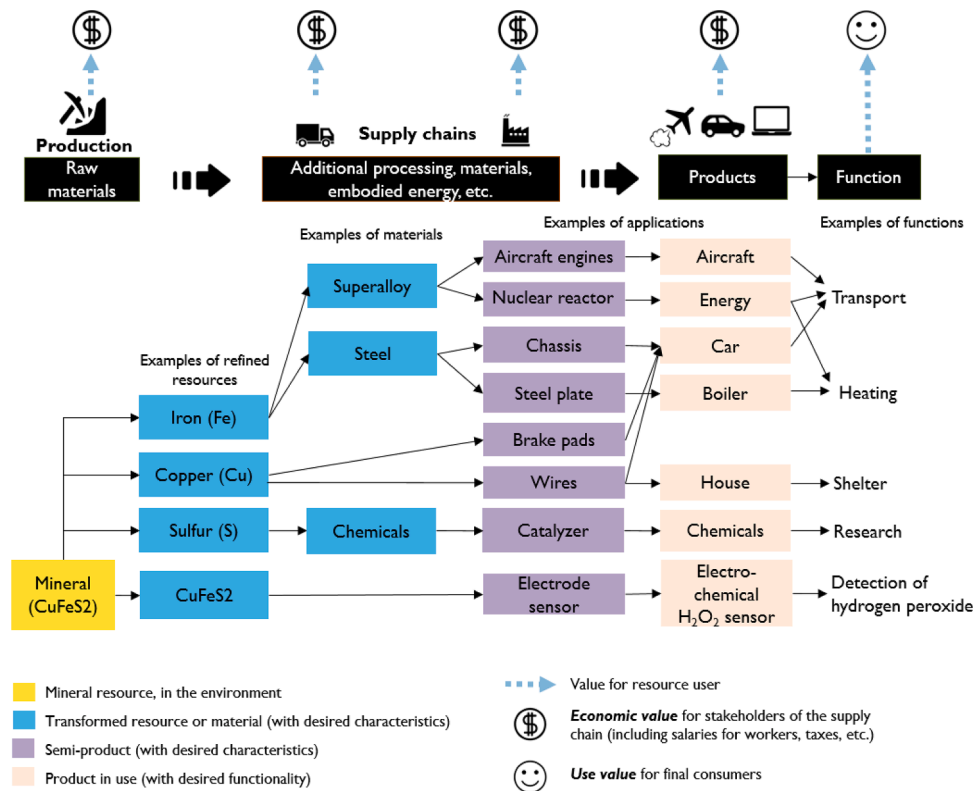 $
$
$
$
Production
Supply chains
Raw
materials
Additional processing, materials,
embodied energy, etc.
Products
Function
Examples of materials
Examples of applications
Examples of functions
Aircraft engines
Aircraft
Superalloy
Nuclear reactor
Energy
Transport
Chassis
Car
Steel
Examples of refined
resources
Steel plate
Boiler
Heating
Iron (Fe)
Brake pads
Copper (Cu)
Wires
House
Shelter
Sulfur (S)
Chemicals
Catalyzer
Chemicals
Research
Mineral
(CuFeS2)
CuFeS2
Electrode
sensor
Electro-
chemical
H₂O₂ sensor
Detection of
hydrogen peroxide
Mineral resource, in the environment
Transformed resource or material (with desired characteristics)
Semi-product (with desired characteristics)
Product in use (with desired functionality)
Value for resource user
$
Economic value for stakeholders of the supply
chain (including salaries for workers, taxes, etc.)
Use value for final consumers